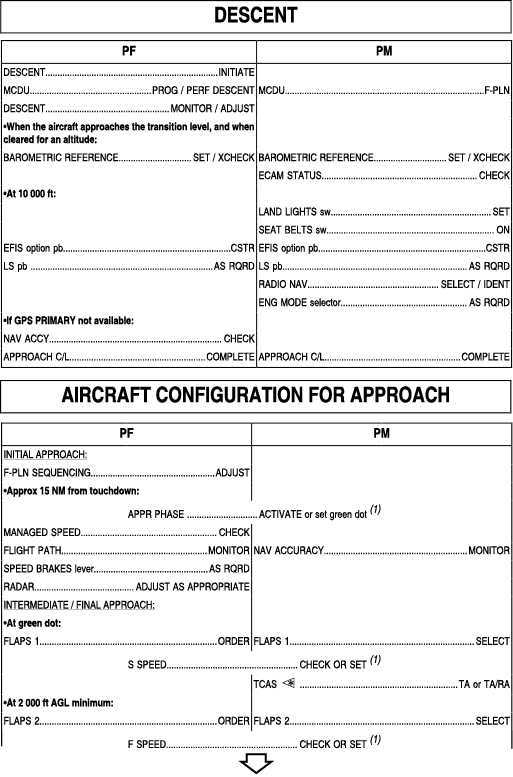 DESCENT
PF PM
DESCENT.....INITIATE
MCDU.....PROG / PERF DESCENT MCDU.....F-PLN
DESCENT.....MONITOR / ADJUST
•When the aircraft approaches the transition level, and when
cleared for an altitude:
BAROMETRIC REFERENCE.....SET / XCHECK BAROMETRIC REFERENCE.....SET / XCHECK
ECAM STATUS.....CHECK
•At 10 000 ft:
LAND LIGHTS sw.....SET
SEAT BELTS sw.....ON
EFIS option pb.....CSTR EFIS option pb.....CSTR
LS pb .....AS RQRD LS pb.....AS RQRD
RADIO NAV.....SELECT / IDENT
ENG MODE selector.....AS RQRD
•If GPS PRIMARY not available:
NAV ACCY.....CHECK
APPROACH C/L.....COMPLETE APPROACH C/L.....COMPLETE
AIRCRAFT CONFIGURATION FOR APPROACH
PF PM
INITIAL APPROACH:
F-PLN SEQUENCING.....ADJUST
•Approx 15 NM from touchdown:
APPR PHASE .....ACTIVATE or set green dot (1)
MANAGED SPEED.....CHECK
FLIGHT PATH.....MONITOR NAV ACCURACY.....MONITOR
SPEED BRAKES lever.....AS RQRD
RADAR.....ADJUST AS APPROPRIATE
INTERMEDIATE / FINAL APPROACH:
•At green dot:
FLAPS 1.....ORDER FLAPS 1.....SELECT
S SPEED.....CHECK OR SET (1)
TCAS .....TA or TA/RA
•At 2 000 ft AGL minimum:
FLAPS 2.....ORDER FLAPS 2.....SELECT
F SPEED.....CHECK OR SET (1)